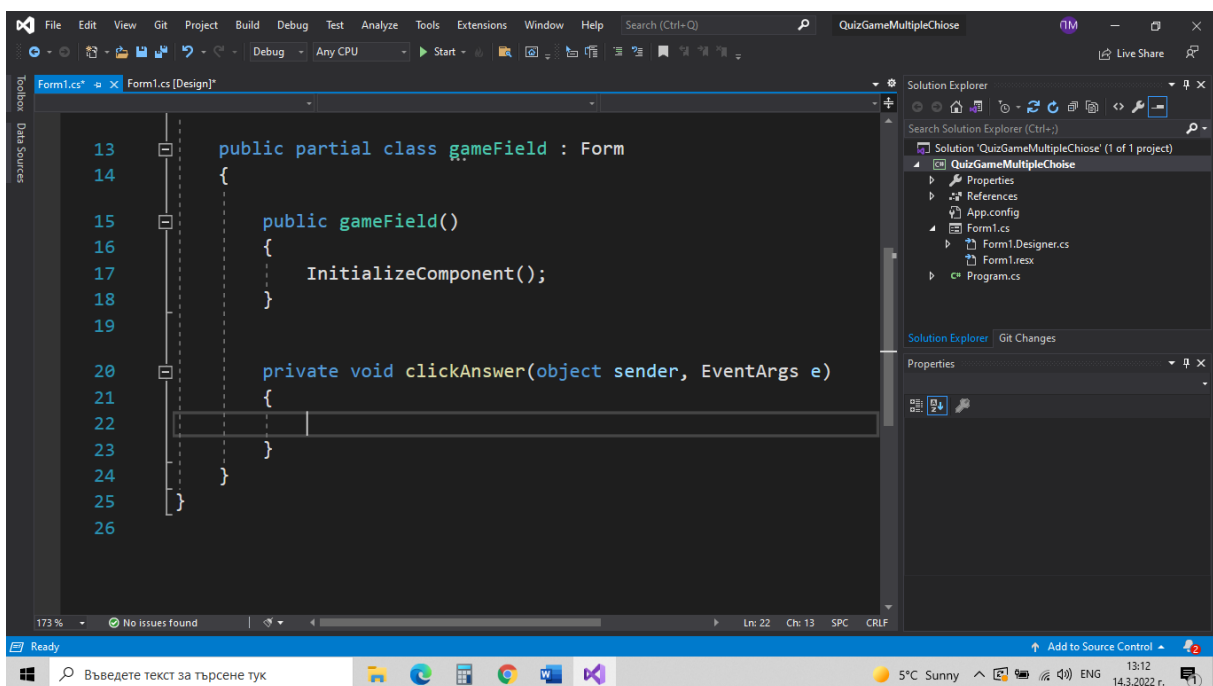 File Edit View Git Project Build Debug Test Analyze Tools Extensions Window Help Search (Ctrl+Q) QuizGameMultipleChiose ПМ
Debug Any CPU Start Live Share
Toolbox
Data Sources
Form1.cs* Form1.cs [Design]*
13 public partial class gameField : Form
14 {
15 public gameField()
16 {
17 InitializeComponent();
18 }
19
20 private void clickAnswer(object sender, EventArgs e)
21 {
22
23 }
24 }
25 }
26
173 % No issues found Ln: 22 Ch: 13 SPC CRLF
Solution Explorer
Search Solution Explorer (Ctrl+;)
Solution 'QuizGameMultipleChiose' (1 of 1 project)
C# QuizGameMultipleChoise
Properties
References
App.config
Form1.cs
Form1.Designer.cs
Form1.resx
C# Program.cs
Solution Explorer Git Changes
Properties
Ready Add to Source Control 2
Въведете текст за търсене тук 5°C Sunny ENG 13:12
14.3.2022 г. 1